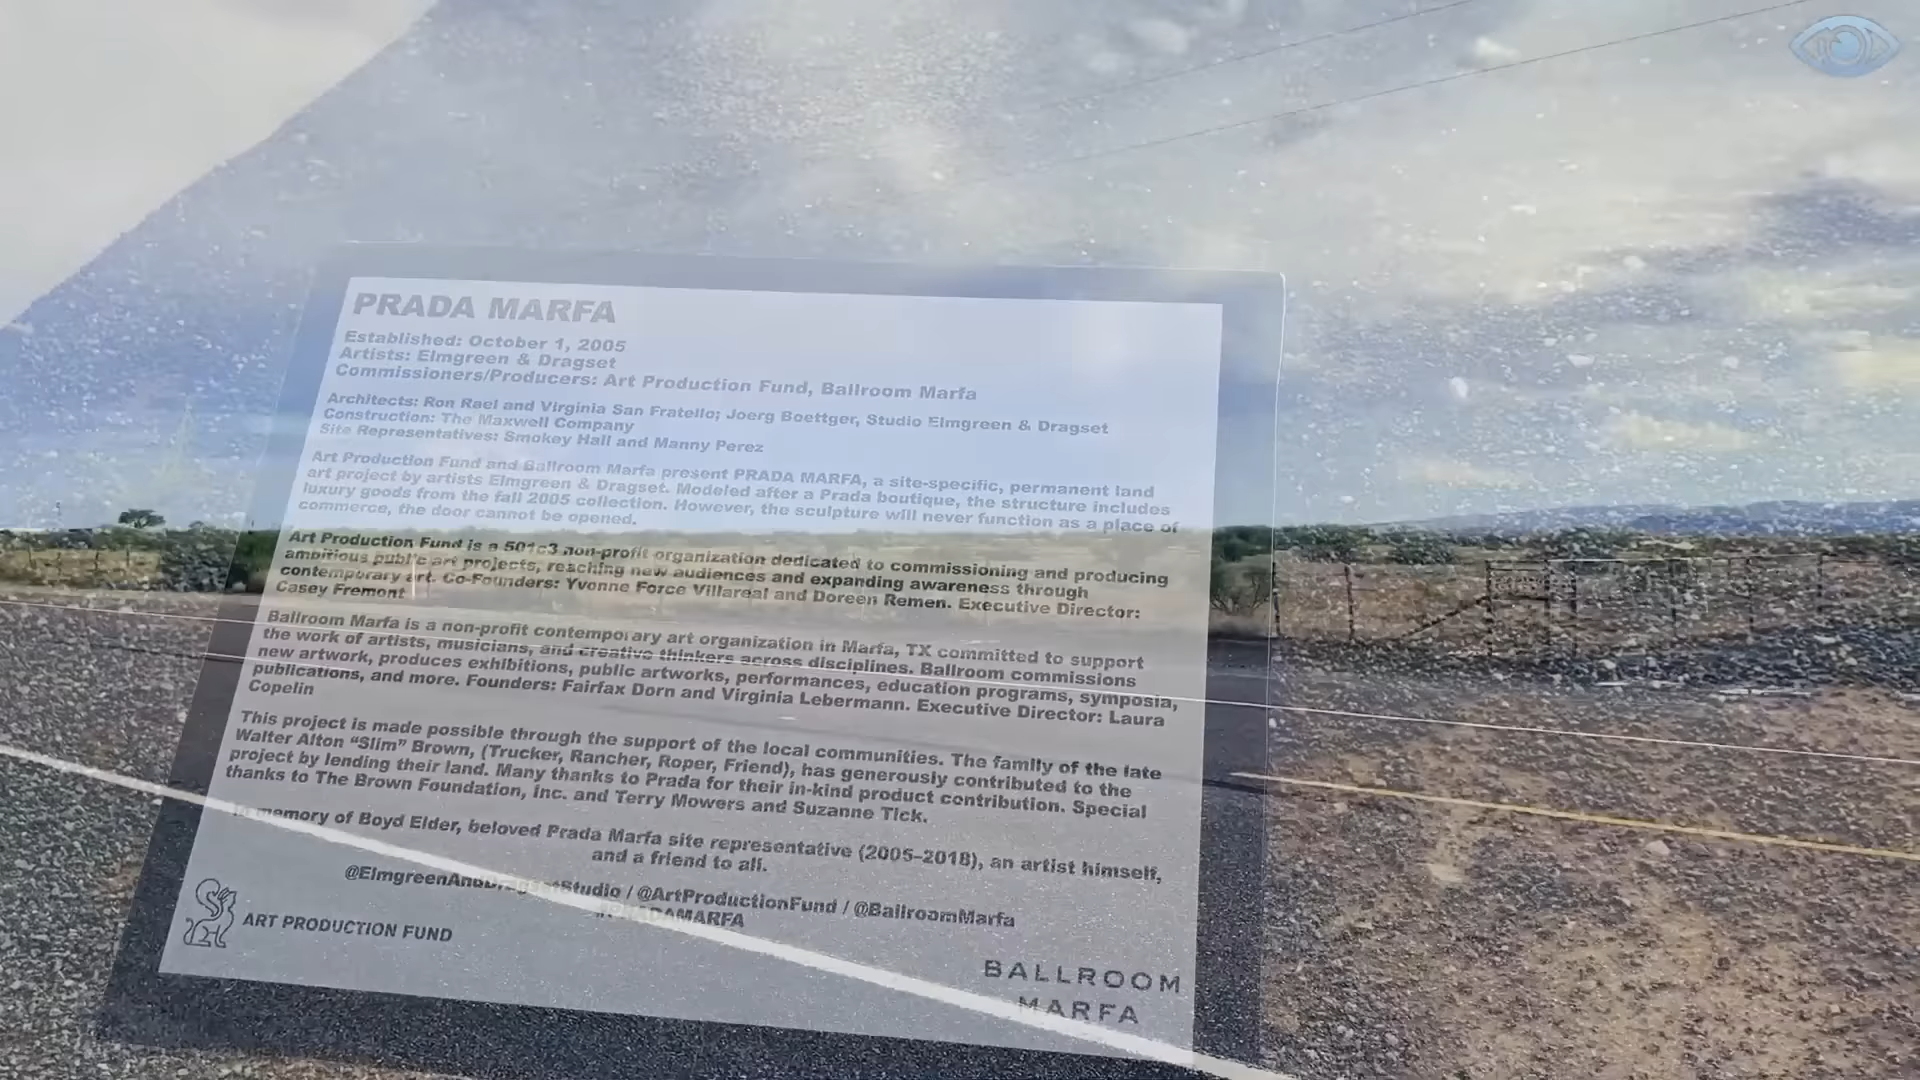 PRADA MARFA
Established: October 1, 2005
Artists: Elmgreen & Dragset
Commissioners/Producers: Art Production Fund, Ballroom Marfa
Architects: Ron Rael and Virginia San Fratello; Joerg Boettger, Studio Elmgreen & Dragset
Construction: The Maxwell Company
Site Representatives: Smokey Hall and Manny Perez
Art Production Fund and Ballroom Marfa present PRADA MARFA, a site-specific, permanent land
art project by artists Elmgreen & Dragset. Modeled after a Prada boutique, the structure includes
luxury goods from the fall 2005 collection. However, the sculpture will never function as a place of
commerce, the door cannot be opened.
Art Production Fund is a 501c3 non-profit organization dedicated to commissioning and producing
ambitious public art projects, reaching new audiences and expanding awareness through
contemporary art. Co-Founders: Yvonne Force Villareal and Doreen Remen. Executive Director:
Casey Fremont
Ballroom Marfa is a non-profit contemporary art organization in Marfa, TX committed to support
the work of artists, musicians, and creative thinkers across disciplines. Ballroom commissions
new artwork, produces exhibitions, public artworks, performances, education programs, symposia,
publications, and more. Founders: Fairfax Dorn and Virginia Lebermann. Executive Director: Laura
Copelin
This project is made possible through the support of the local communities. The family of the late
Walter Alton “Slim” Brown, (Trucker, Rancher, Roper, Friend), has generously contributed to the
project by lending their land. Many thanks to Prada for their in-kind product contribution. Special
thanks to The Brown Foundation, Inc. and Terry Mowers and Suzanne Tick.
In memory of Boyd Elder, beloved Prada Marfa site representative (2005–2018), an artist himself,
and a friend to all.
@ElmgreenAndDragsetStudio / @ArtProductionFund / @BallroomMarfa
#PRADAMARFA
ART PRODUCTION FUND
BALLROOM
MARFA